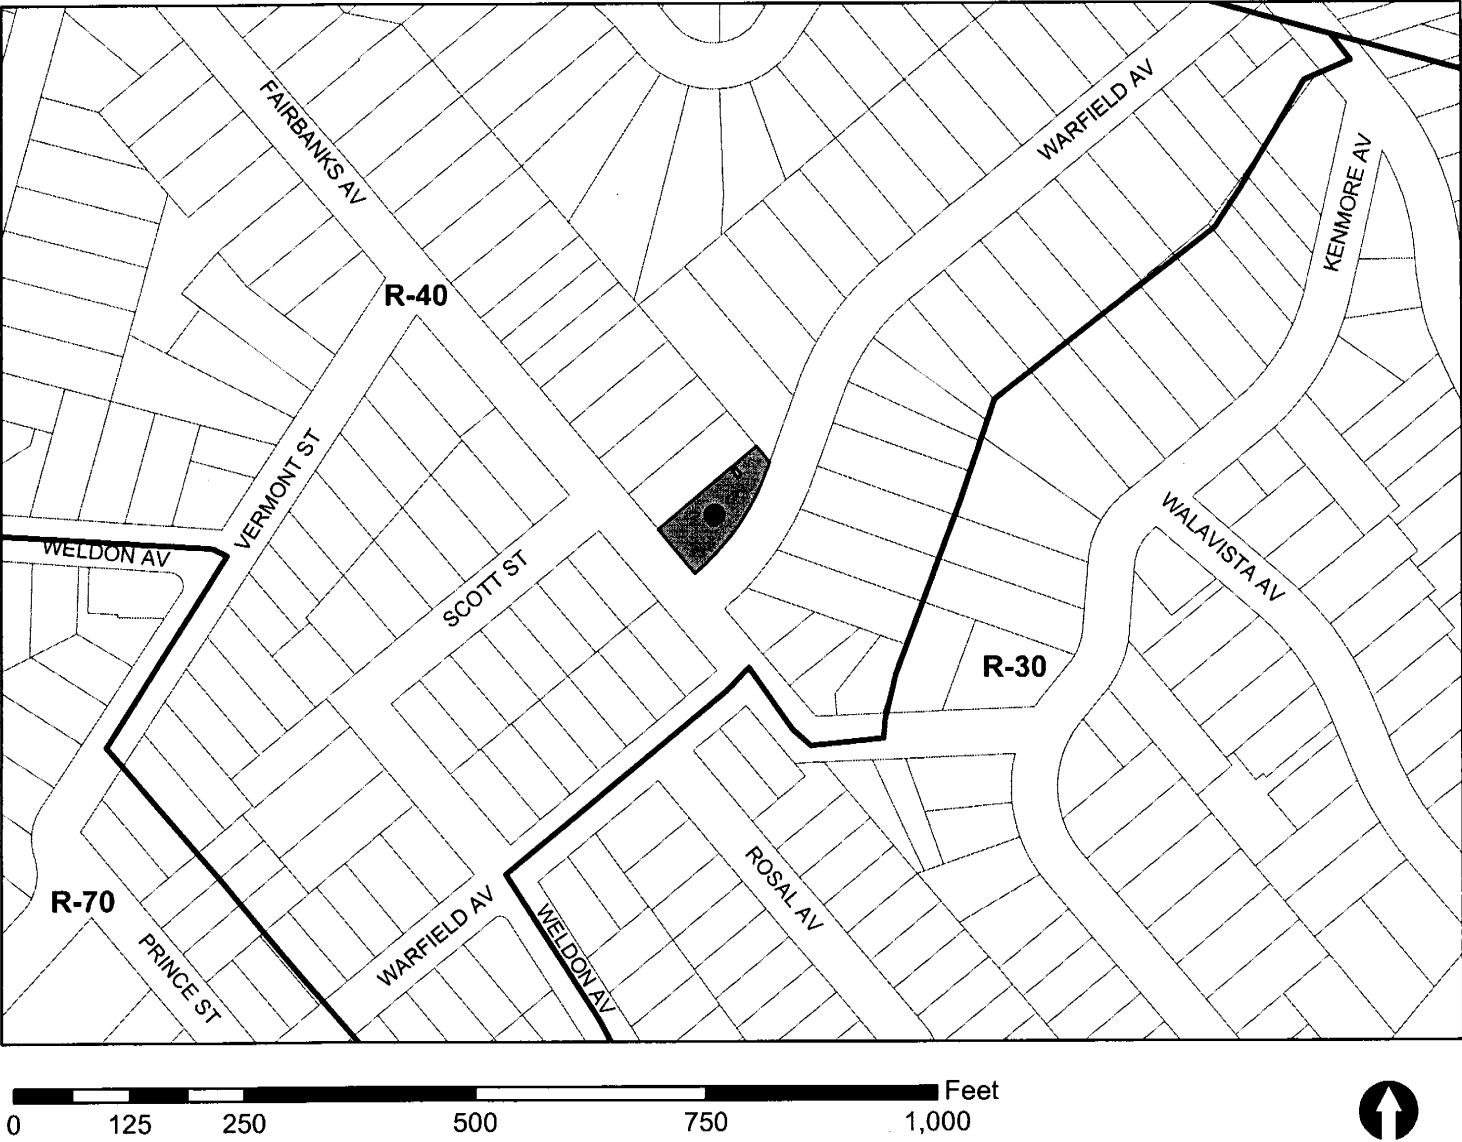 FAIRBANKS AV
WARFIELD AV
KENMORE AV
R-40
VERMONT ST
WELDON AV
SCOTT ST
WALAVISTA AV
R-30
ROSAL AV
R-70
PRINCE ST
WARFIELD AV
WELDON AV
Feet
0 125 250 500 750 1,000